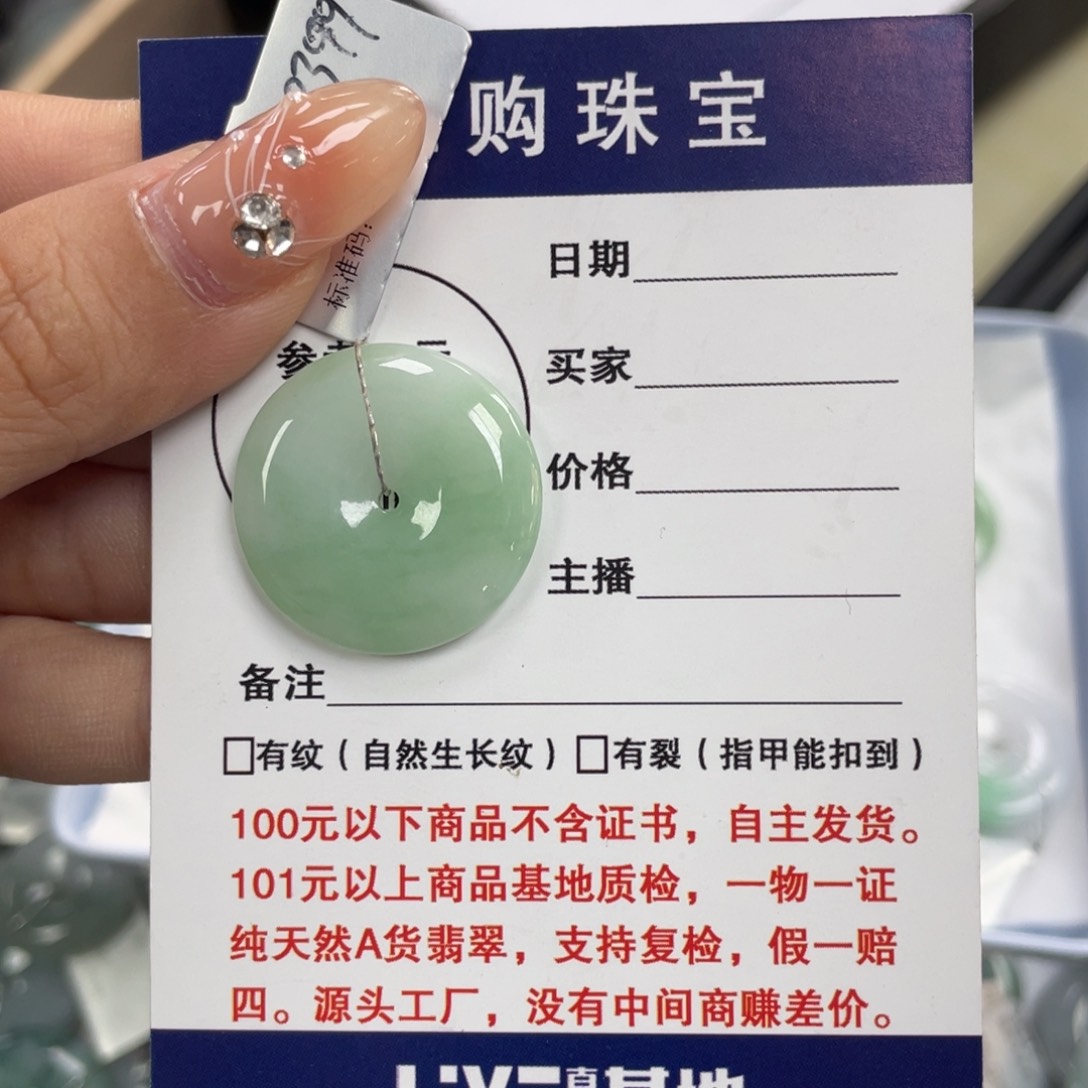 购珠宝
标准码:
日期
买家
价格
主播
备注
□有纹(自然生长纹)□有裂(指甲能扣到)
100元以下商品不含证书,自主发货。
101元以上商品基地质检,一物一证
纯天然A货翡翠,支持复检,假一赔
四。源头工厂,没有中间商赚差价。